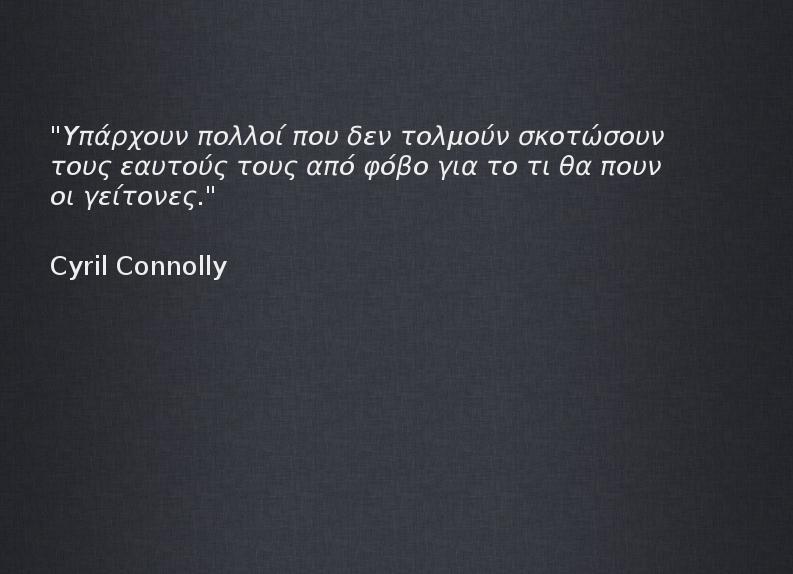 "Υπάρχουν πολλοί που δεν τολμούν σκοτώσουν
τους εαυτούς τους από φόβο για το τι θα πουν
οι γείτονες."
Cyril Connolly